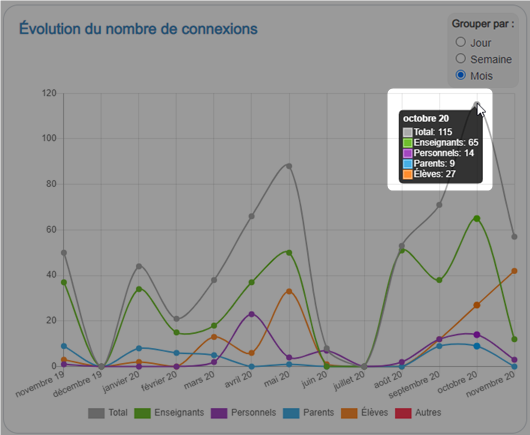 Évolution du nombre de connexions
Grouper par :
Jour
Semaine
Mois
120
100
80
60
40
20
0
octobre 20
Total: 115
Enseignants: 65
Personnels: 14
Parents: 9
Élèves: 27
novembre 19
décembre 19
janvier 20
février 20
mars 20
avril 20
mai 20
juin 20
juillet 20
août 20
septembre 20
octobre 20
novembre 20
Total Enseignants Personnels Parents Élèves Autres